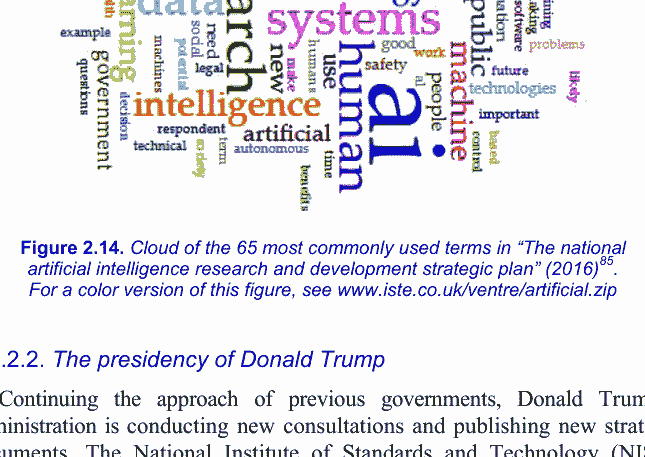 data
systems
arning
arch
public
software
example
need
social
good
work
problems
government
machines
potential
legal
new
make
humans
use
human
safety
ai
al
people
machine
future
likely
technologies
questions
decision
intelligence
important
respondent
artificial
technical
society
term
autonomous
time
benefits
control
based
Figure 2.14. Cloud of the 65 most commonly used terms in “The national
artificial intelligence research and development strategic plan” (2016)85.
For a color version of this figure, see www.iste.co.uk/ventre/artificial.zip
.2.2. The presidency of Donald Trump
Continuing the approach of previous governments, Donald Trum
ninistration is conducting new consultations and publishing new strat
cuments. The National Institute of Standards and Technology (NIS